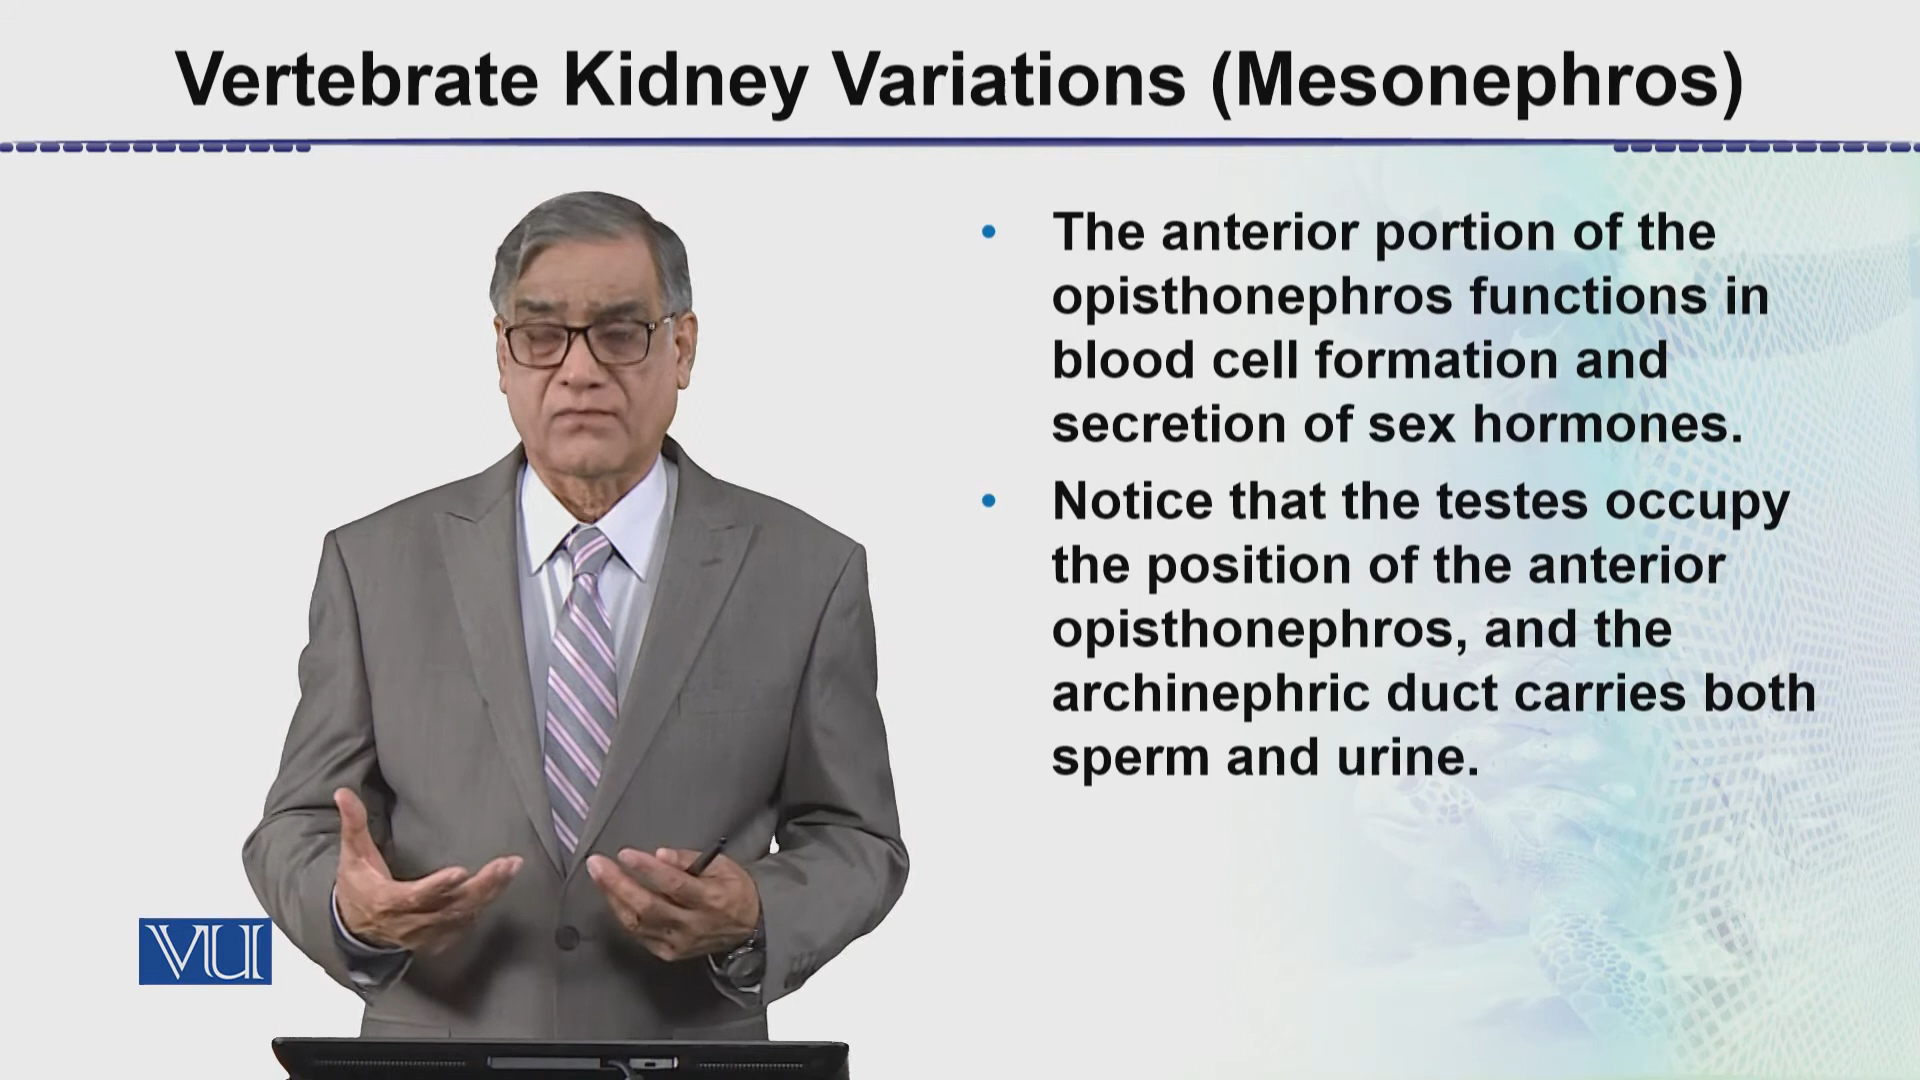 Vertebrate Kidney Variations (Mesonephros)
• The anterior portion of the
opisthonephros functions in
blood cell formation and
secretion of sex hormones.
• Notice that the testes occupy
the position of the anterior
opisthonephros, and the
archinephric duct carries both
sperm and urine.
VU